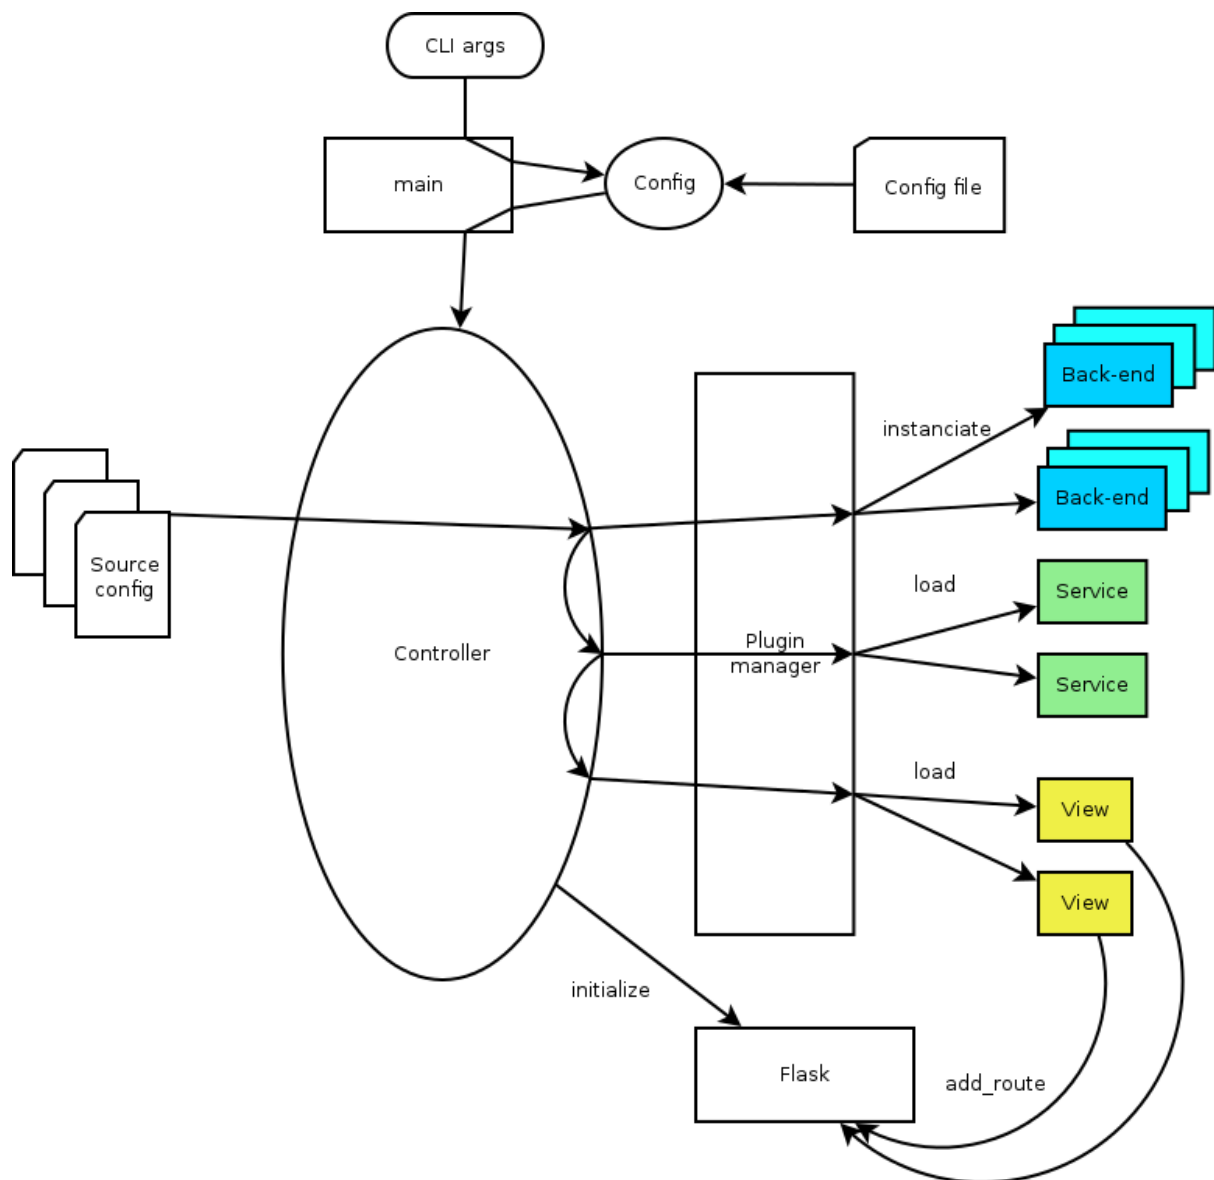 CLI args
main
Config
Config file
Back-end
instanciate
Back-end
Source
config
load
Service
Controller
Plugin
manager
Service
load
View
View
initialize
Flask
add_route